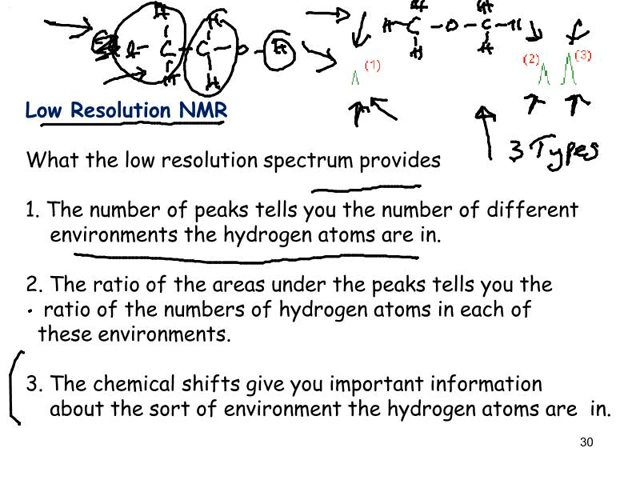 H H H
H - C - C - O - H
H H
H H
H - C - O - C - H
H H
(1) (2) (3)
3 Types
Low Resolution NMR
What the low resolution spectrum provides
1. The number of peaks tells you the number of different
environments the hydrogen atoms are in.
2. The ratio of the areas under the peaks tells you the
ratio of the numbers of hydrogen atoms in each of
these environments.
3. The chemical shifts give you important information
about the sort of environment the hydrogen atoms are in.
30